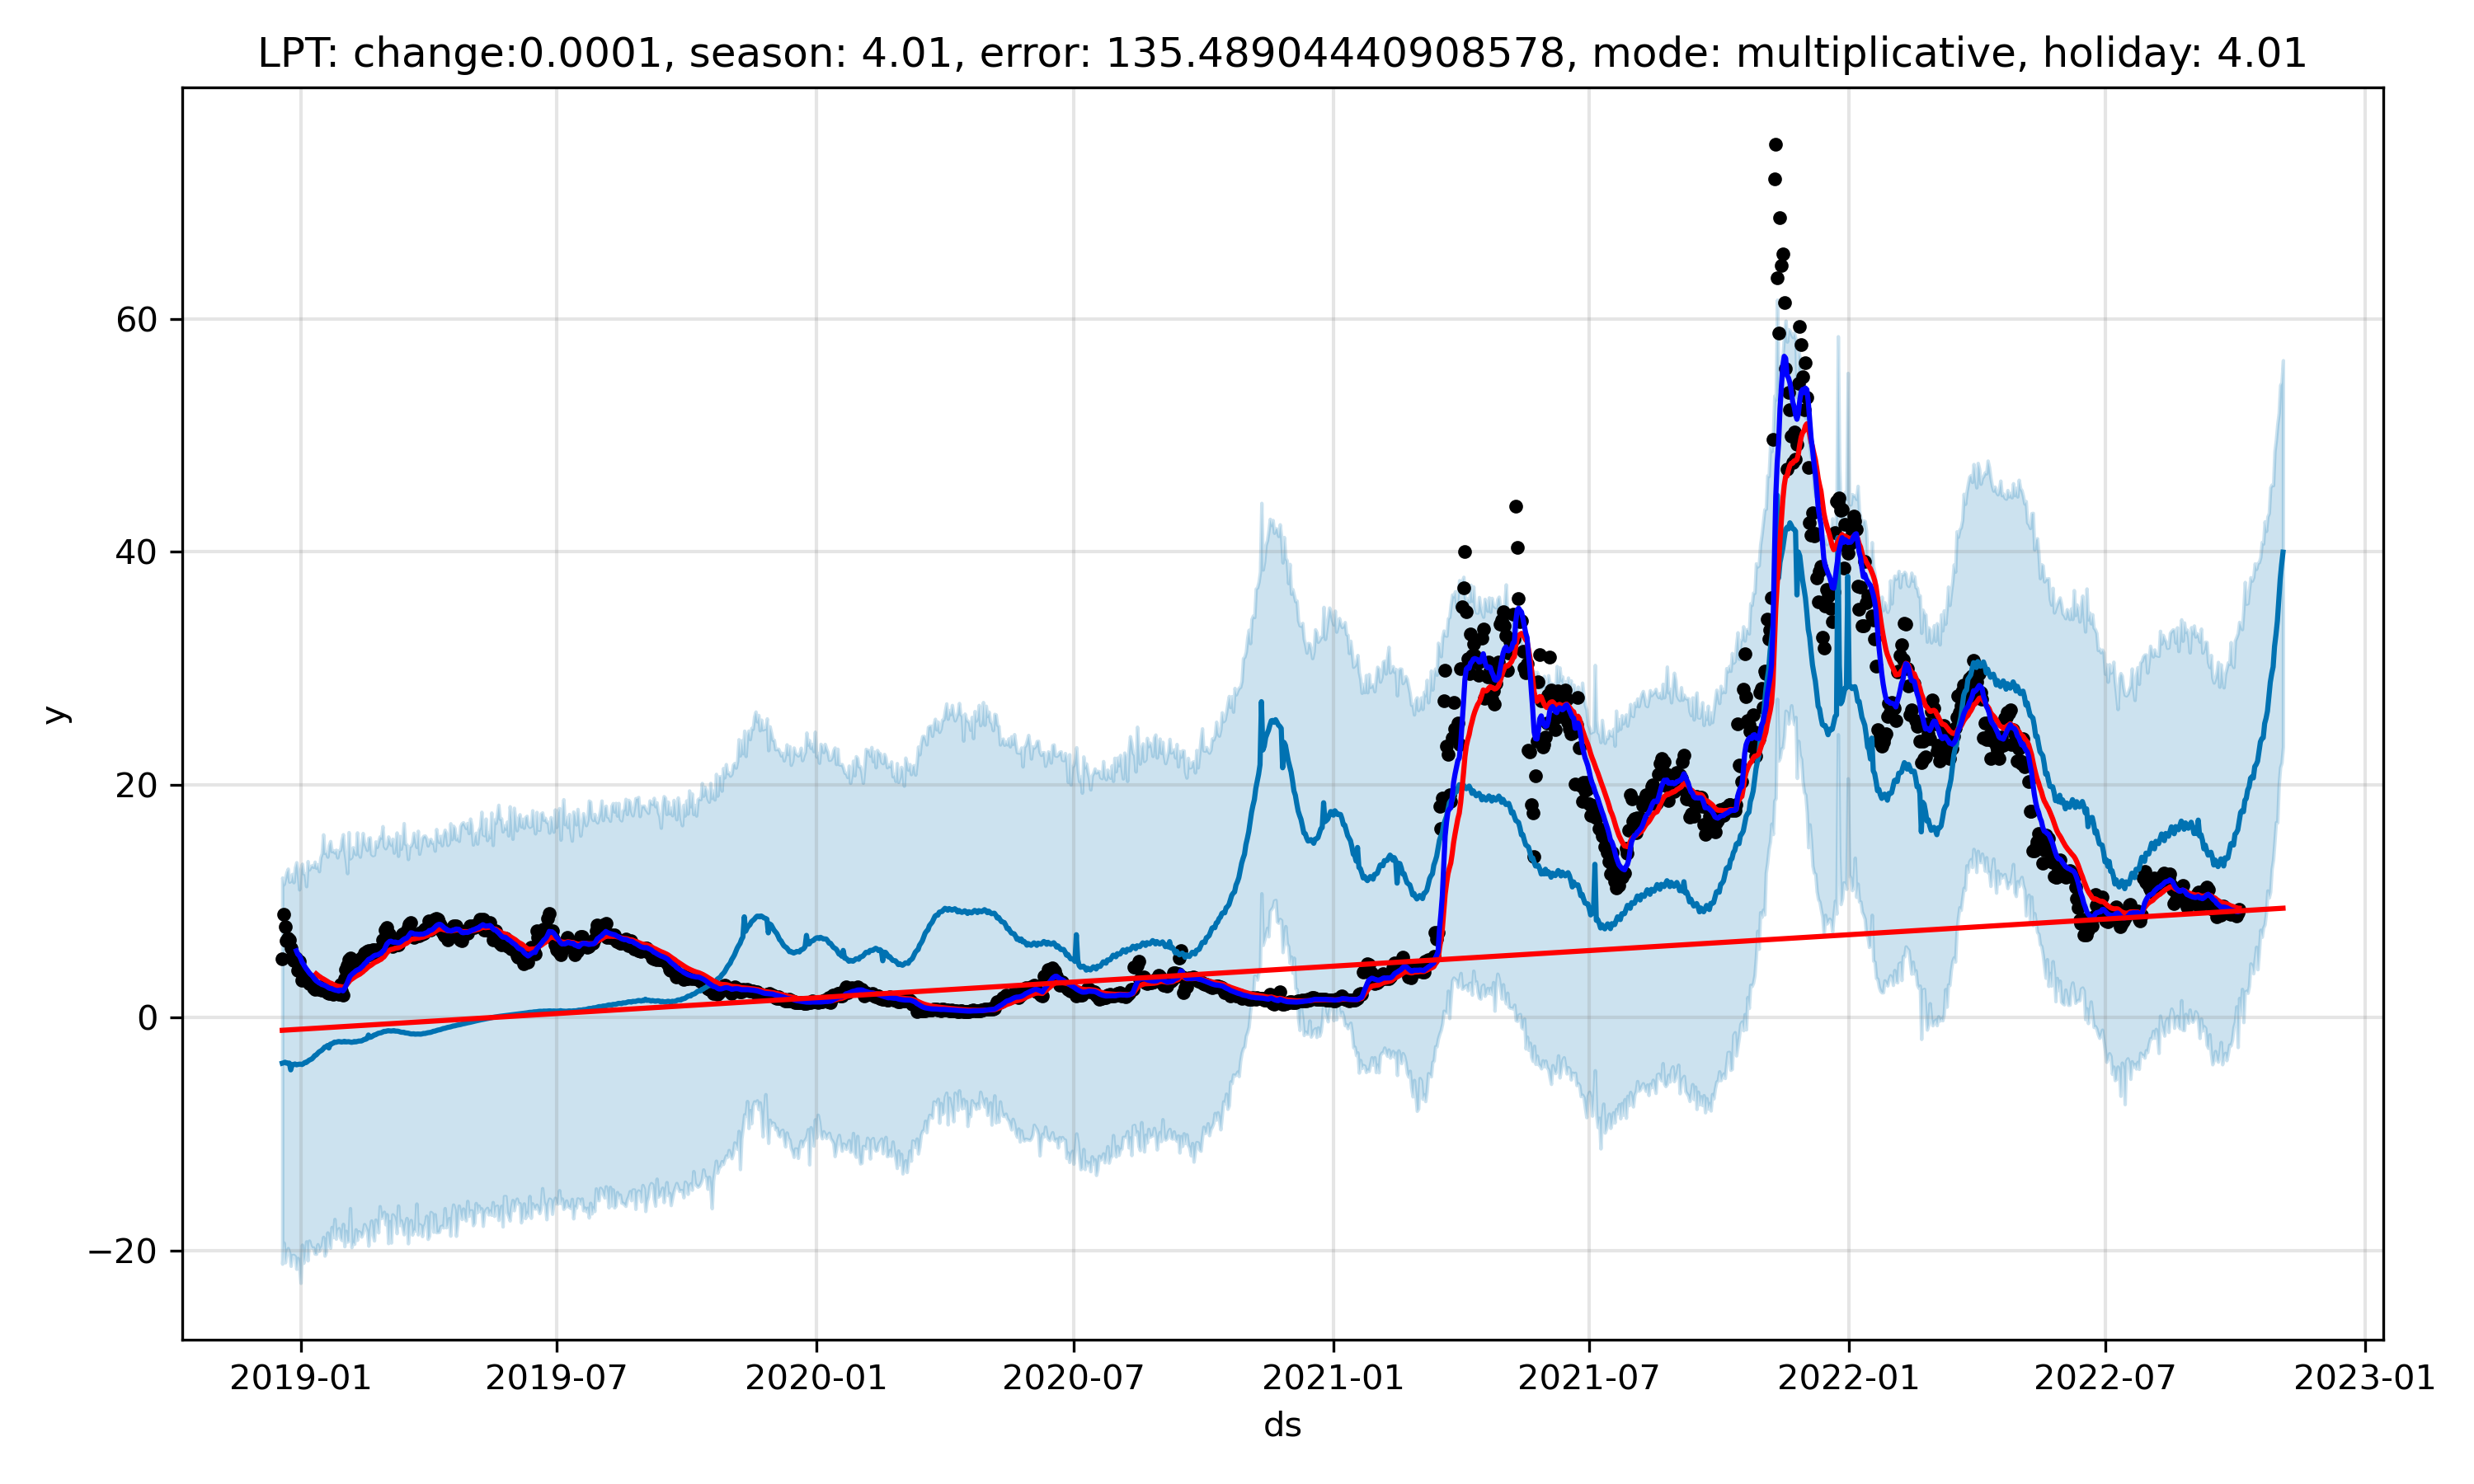 LPT: change:0.0001, season: 4.01, error: 135.48904440908578, mode: multiplicative, holiday: 4.01
y
60
40
20
0
−20
2019-01 2019-07 2020-01 2020-07 2021-01 2021-07 2022-01 2022-07 2023-01
ds